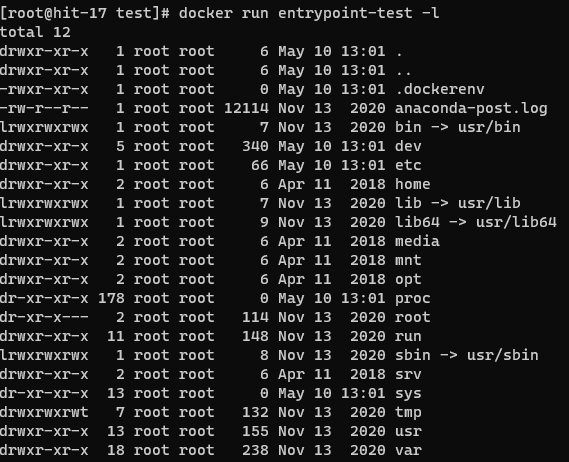 [root@hit-17 test]# docker run entrypoint-test -l
total 12
drwxr-xr-x   1 root root     6 May 10 13:01 .
drwxr-xr-x   1 root root     6 May 10 13:01 ..
-rwxr-xr-x   1 root root     0 May 10 13:01 .dockerenv
-rw-r--r--   1 root root 12114 Nov 13  2020 anaconda-post.log
lrwxrwxrwx   1 root root     7 Nov 13  2020 bin -> usr/bin
drwxr-xr-x   5 root root   340 May 10 13:01 dev
drwxr-xr-x   1 root root    66 May 10 13:01 etc
drwxr-xr-x   2 root root     6 Apr 11  2018 home
lrwxrwxrwx   1 root root     7 Nov 13  2020 lib -> usr/lib
lrwxrwxrwx   1 root root     9 Nov 13  2020 lib64 -> usr/lib64
drwxr-xr-x   2 root root     6 Apr 11  2018 media
drwxr-xr-x   2 root root     6 Apr 11  2018 mnt
drwxr-xr-x   2 root root     6 Apr 11  2018 opt
dr-xr-xr-x 178 root root     0 May 10 13:01 proc
dr-xr-x---   2 root root   114 Nov 13  2020 root
drwxr-xr-x  11 root root   148 Nov 13  2020 run
lrwxrwxrwx   1 root root     8 Nov 13  2020 sbin -> usr/sbin
drwxr-xr-x   2 root root     6 Apr 11  2018 srv
dr-xr-xr-x  13 root root     0 May 10 13:01 sys
drwxrwxrwt   7 root root   132 Nov 13  2020 tmp
drwxr-xr-x  13 root root   155 Nov 13  2020 usr
drwxr-xr-x  18 root root   238 Nov 13  2020 var